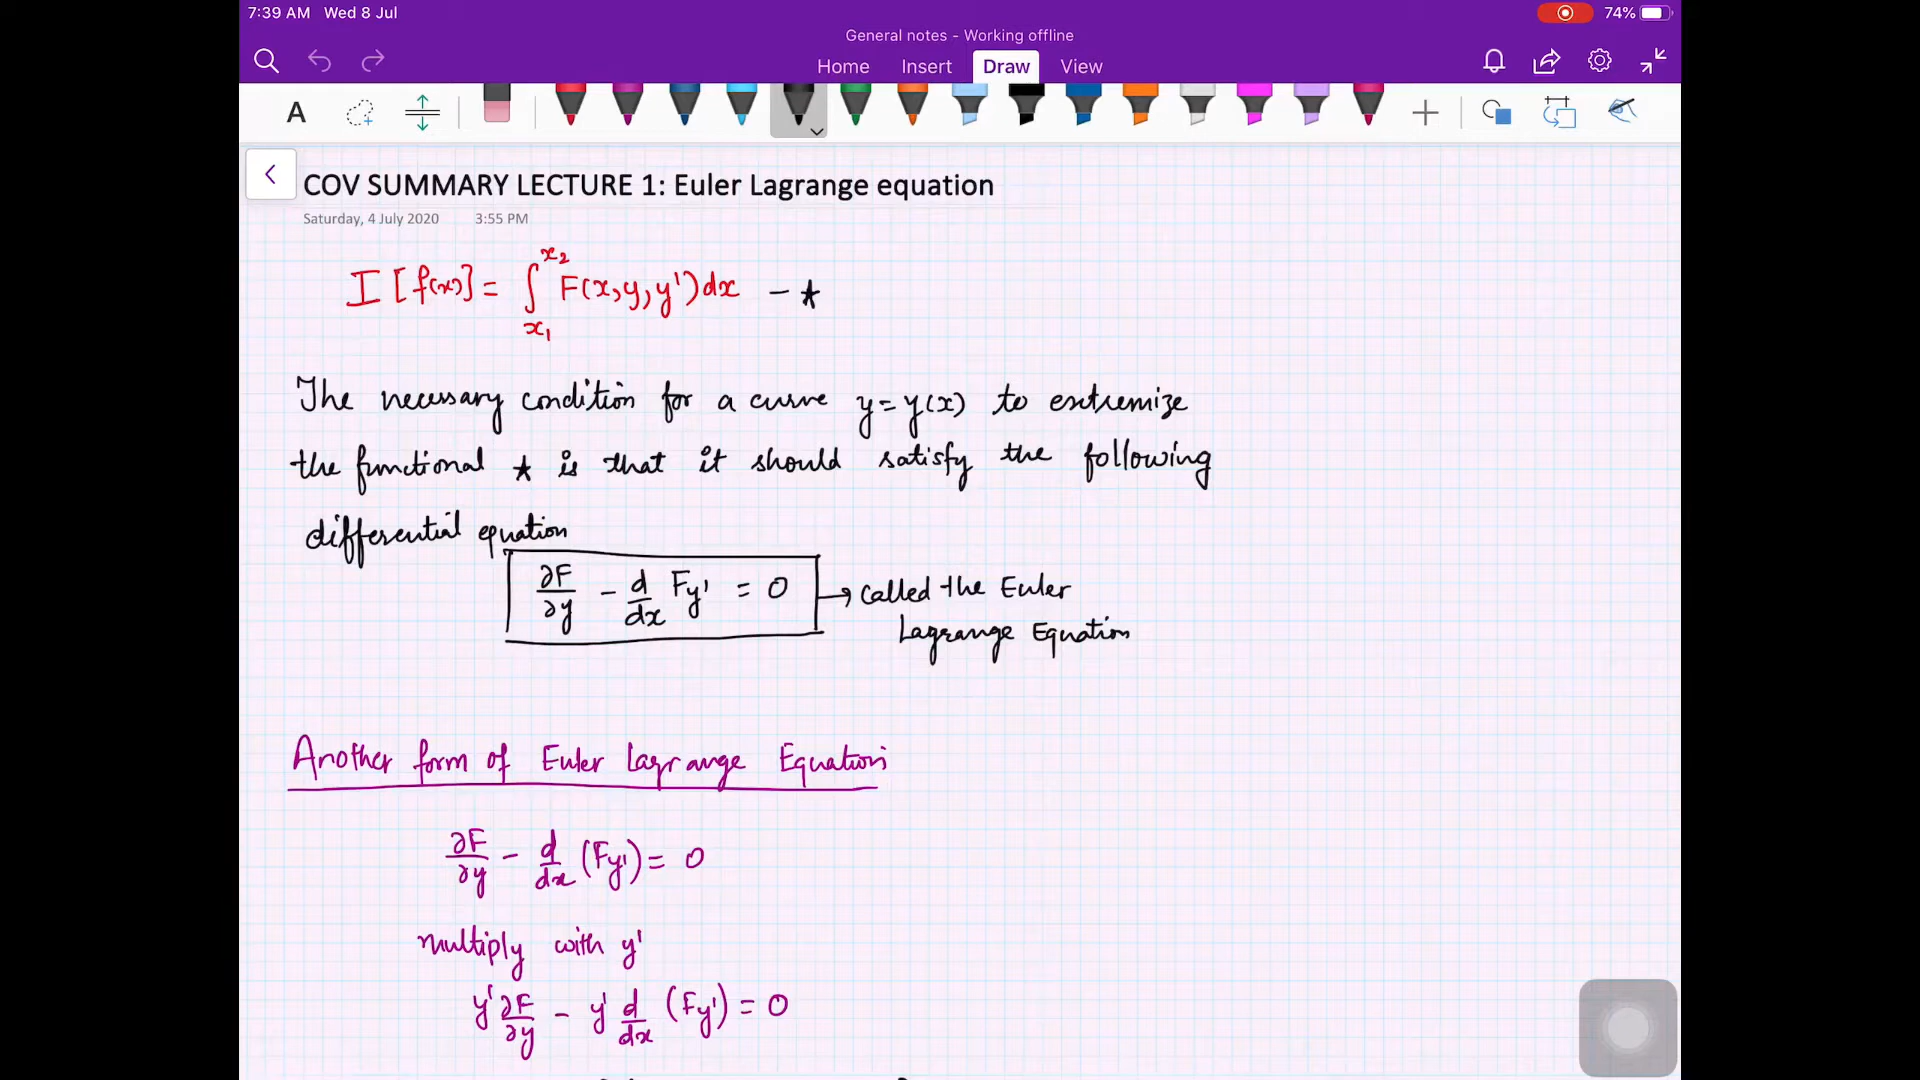 7:39 AM Wed 8 Jul
74%
General notes - Working offline
Home Insert Draw View
A
COV SUMMARY LECTURE 1: Euler Lagrange equation
Saturday, 4 July 2020 3:55 PM
I[f(x)] = ∫_{x₁}^{x₂} F(x,y,y')dx - ★
The necessary condition for a curve y=y(x) to extremize
the functional ★ is that it should satisfy the following
differential equation
∂F/∂y - d/dx Fy' = 0 → called the Euler
Lagrange Equation
Another form of Euler Lagrange Equation
∂F/∂y - d/dx (Fy') = 0
multiply with y'
y' ∂F/∂y - y' d/dx (Fy') = 0